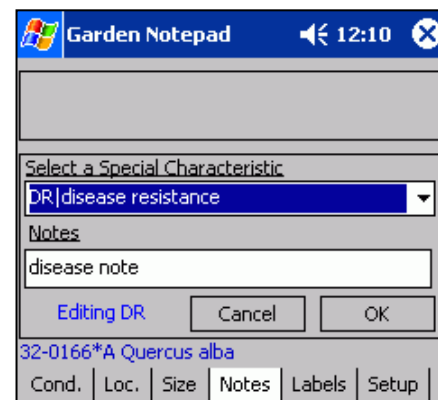 Garden Notepad 12:10
Select a Special Characteristic
DR|disease resistance
Notes
disease note
Editing DR Cancel OK
32-0166*A Quercus alba
Cond. Loc. Size Notes Labels Setup